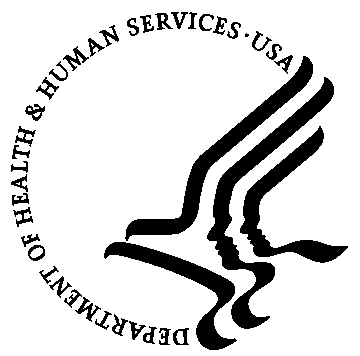 DEPARTMENT OF HEALTH & HUMAN SERVICES · USA